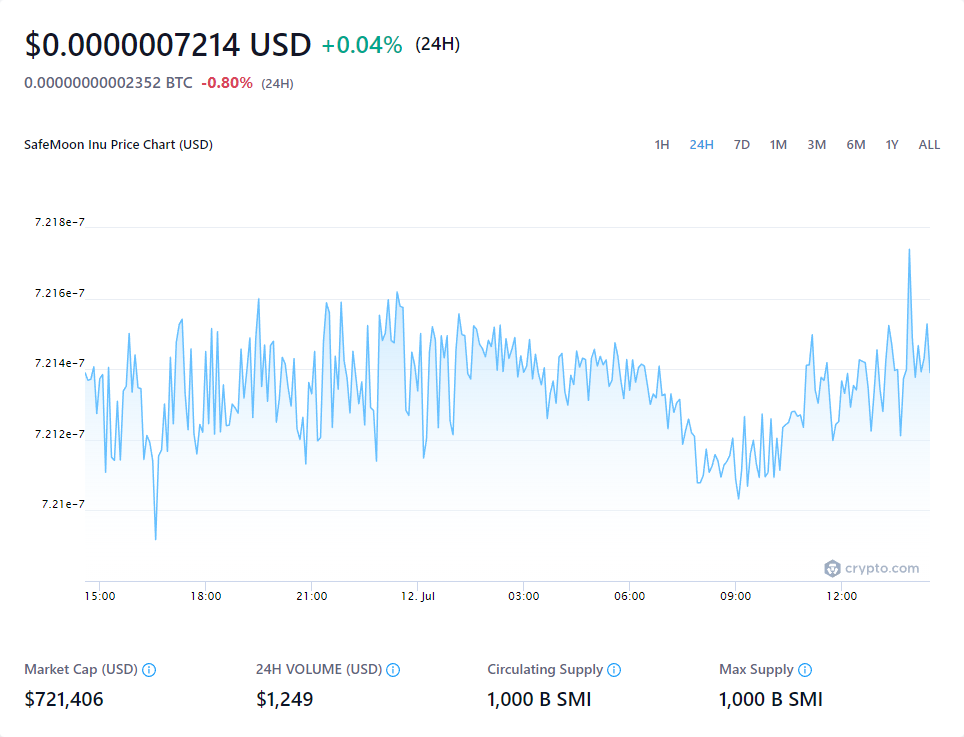 $0.0000007214 USD +0.04% (24H)
0.00000000002352 BTC -0.80% (24H)
SafeMoon Inu Price Chart (USD) 1H 24H 7D 1M 3M 6M 1Y ALL
7.218e-7
7.216e-7
7.214e-7
7.212e-7
7.21e-7
crypto.com
15:00 18:00 21:00 12. Jul 03:00 06:00 09:00 12:00
Market Cap (USD) 24H VOLUME (USD) Circulating Supply Max Supply
$721,406 $1,249 1,000 B SMI 1,000 B SMI